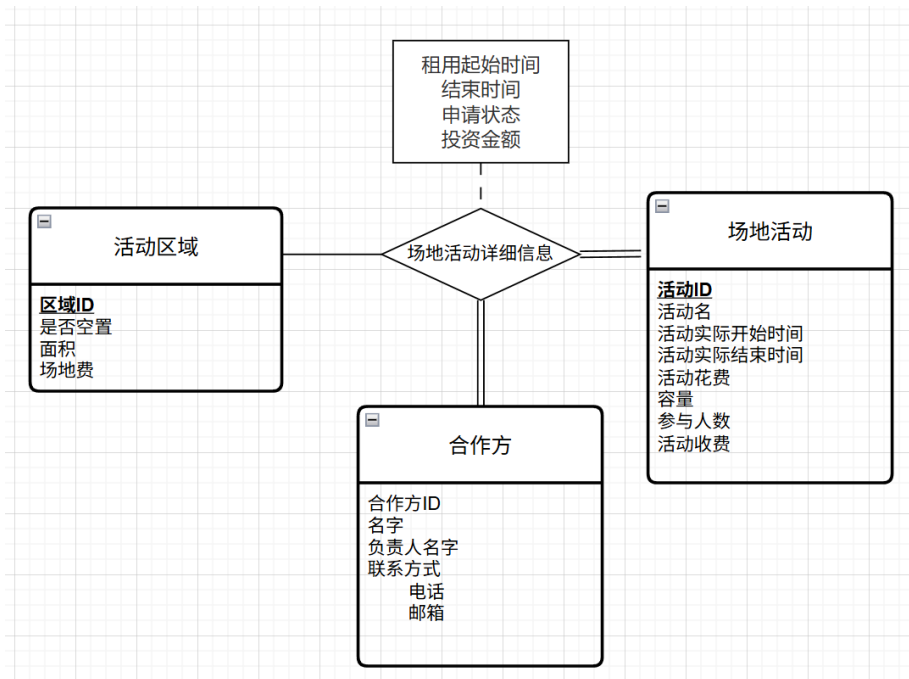 租用起始时间
结束时间
申请状态
投资金额
活动区域
区域ID
是否空置
面积
场地费
场地活动详细信息
场地活动
活动ID
活动名
活动实际开始时间
活动实际结束时间
活动花费
容量
参与人数
活动收费
合作方
合作方ID
名字
负责人名字
联系方式
电话
邮箱